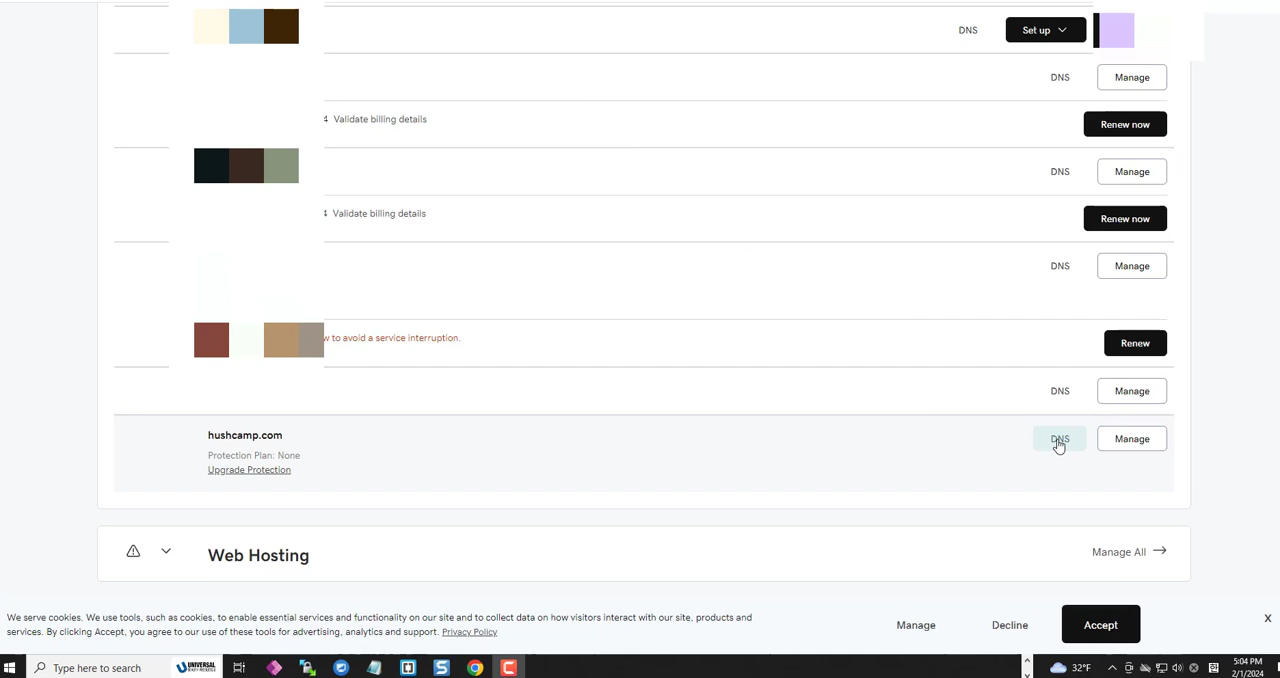 DNS
Set up
DNS
Manage
4 Validate billing details
Renew now
DNS
Manage
Validate billing details
Renew now
DNS
Manage
w to avoid a service interruption.
Renew
DNS
Manage
hushcamp.com
DNS
Manage
Protection Plan: None
Upgrade Protection
Web Hosting
Manage All
We serve cookies. We use tools, such as cookies, to enable essential services and functionality on our site and to collect data on how visitors interact with our site, products and
services. By clicking Accept, you agree to our use of these tools for advertising, analytics and support. Privacy Policy
Manage
Decline
Accept
X
Type here to search
UNIVERSAL
32°F
5:04 PM
2/1/2024